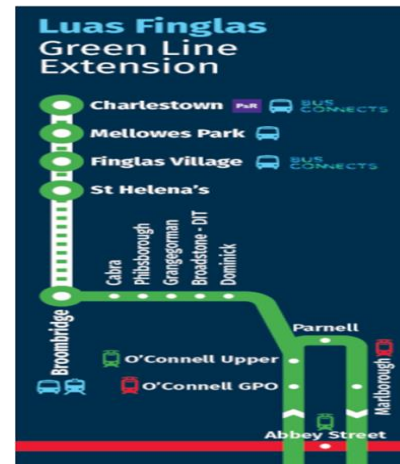 Luas Finglas
Green Line
Extension
Charlestown P&R BUS CONNECTS
Mellowes Park
Finglas Village BUS CONNECTS
St Helena's
Cabra
Phibsborough
Grangegorman
Broadstone - DIT
Dominick
Broombridge
Parnell
O'Connell Upper
Marlborough
O'Connell GPO
Abbey Street